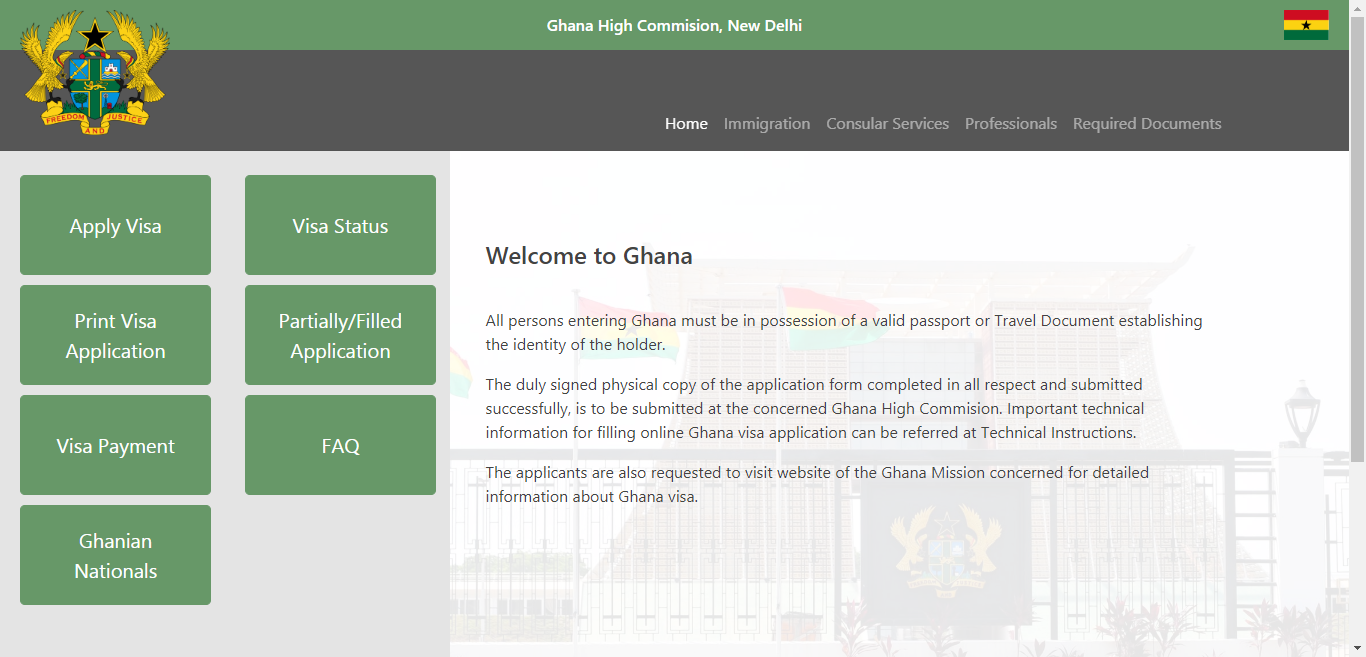 Ghana High Commision, New Delhi
FREEDOM AND JUSTICE
Home Immigration Consular Services Professionals Required Documents
Apply Visa
Visa Status
Print Visa
Application
Partially/Filled
Application
Visa Payment
FAQ
Ghanian
Nationals
Welcome to Ghana
All persons entering Ghana must be in possession of a valid passport or Travel Document establishing
the identity of the holder.
The duly signed physical copy of the application form completed in all respect and submitted
successfully, is to be submitted at the concerned Ghana High Commision. Important technical
information for filling online Ghana visa application can be referred at Technical Instructions.
The applicants are also requested to visit website of the Ghana Mission concerned for detailed
information about Ghana visa.